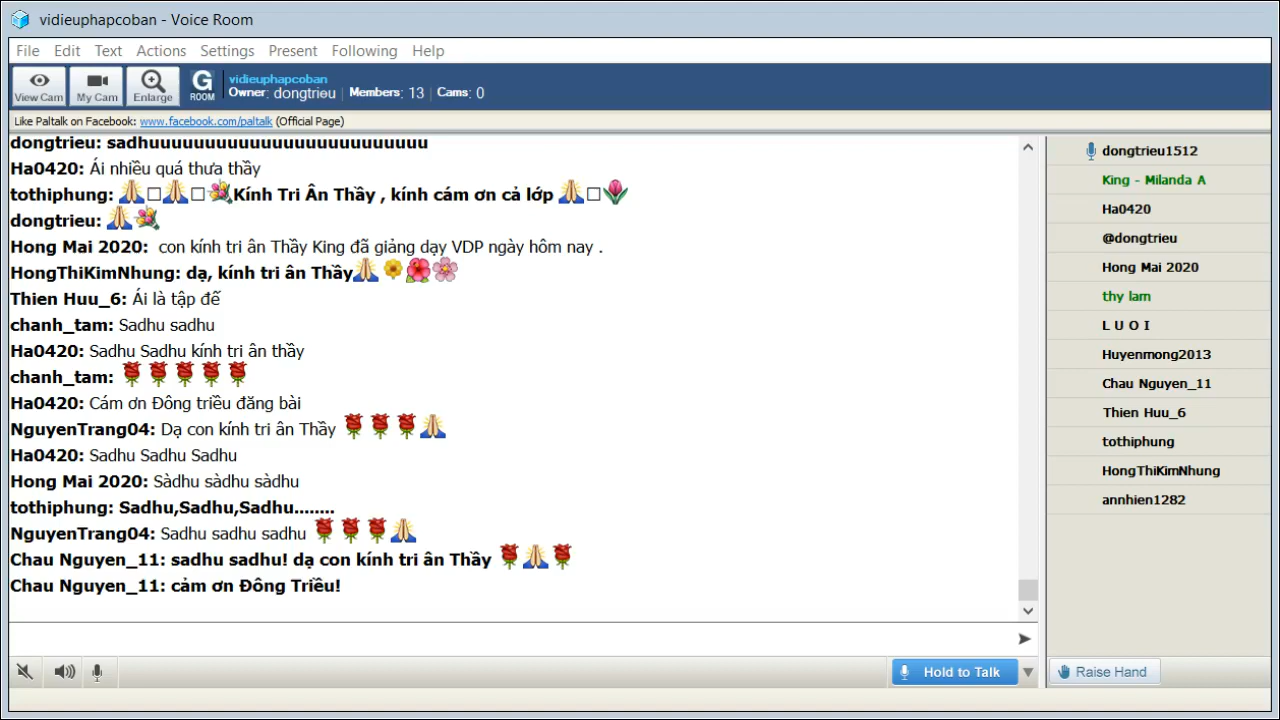 vidieuphapcoban - Voice Room
File Edit Text Actions Settings Present Following Help
View Cam My Cam Enlarge G ROOM vidieuphapcoban
Owner: dongtrieu | Members: 13 | Cams: 0
Like Paltalk on Facebook: www.facebook.com/paltalk (Official Page)
dongtrieu: sadhuuuuuuuuuuuuuuuuuuuuuuuuu
Ha0420: Ái nhiều quá thưa thầy
tothiphung: 🙏□🙏□💐Kính Tri Ân Thầy , kính cám ơn cả lớp 🙏□🌷
dongtrieu: 🙏💐
Hong Mai 2020: con kính tri ân Thầy King đã giảng dạy VDP ngày hôm nay .
HongThiKimNhung: dạ, kính tri ân Thầy🙏🌼🌺🌸
Thien Huu_6: Ái là tập đế
chanh_tam: Sadhu sadhu
Ha0420: Sadhu Sadhu kính tri ân thầy
chanh_tam: 🌹🌹🌹🌹🌹
Ha0420: Cám ơn Đông triều đăng bài
NguyenTrang04: Dạ con kính tri ân Thầy 🌹🌹🌹🙏
Ha0420: Sadhu Sadhu Sadhu
Hong Mai 2020: Sàdhu sàdhu sàdhu
tothiphung: Sadhu,Sadhu,Sadhu........
NguyenTrang04: Sadhu sadhu sadhu 🌹🌹🌹🙏
Chau Nguyen_11: sadhu sadhu! dạ con kính tri ân Thầy 🌹🙏🌹
Chau Nguyen_11: cảm ơn Đông Triều!
Hold to Talk
dongtrieu1512
King - Milanda A
Ha0420
@dongtrieu
Hong Mai 2020
thy lam
L U O I
Huyenmong2013
Chau Nguyen_11
Thien Huu_6
tothiphung
HongThiKimNhung
annhien1282
Raise Hand